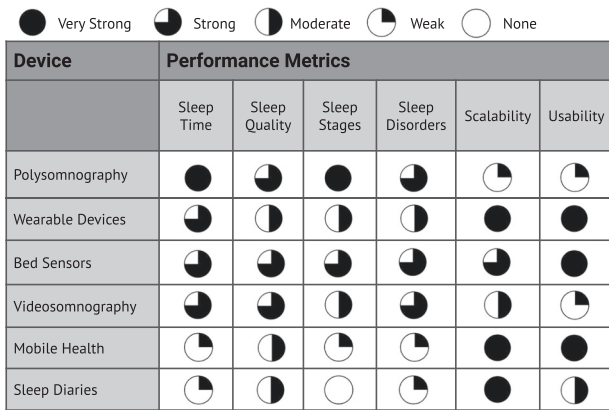 Very Strong Strong Moderate Weak None
Device Performance Metrics
Sleep Time Sleep Quality Sleep Stages Sleep Disorders Scalability Usability
Polysomnography
Wearable Devices
Bed Sensors
Videosomnography
Mobile Health
Sleep Diaries